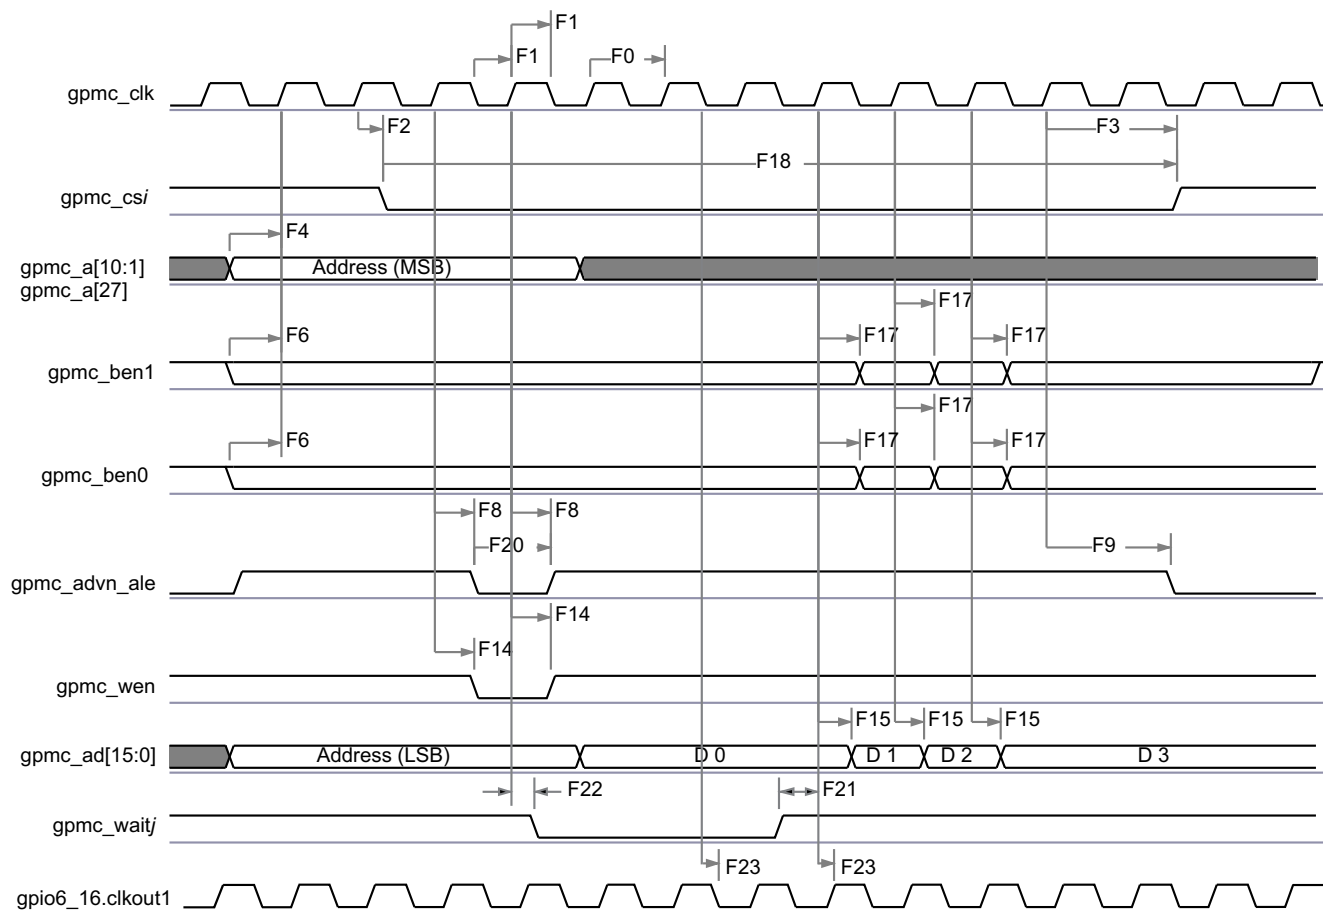 F1
F1 F0
gpmc_clk
F2 F3
F18
gpmc_csi
F4
gpmc_a[10:1] Address (MSB)
gpmc_a[27]
F17
F6 F17 F17
gpmc_ben1
F17
F6 F17 F17
gpmc_ben0
F8 F8
F20 F9
gpmc_advn_ale
F14
F14
gpmc_wen
F15 F15 F15
gpmc_ad[15:0] Address (LSB) D 0 D 1 D 2 D 3
F22 F21
gpmc_waitj
F23 F23
gpio6_16.clkout1